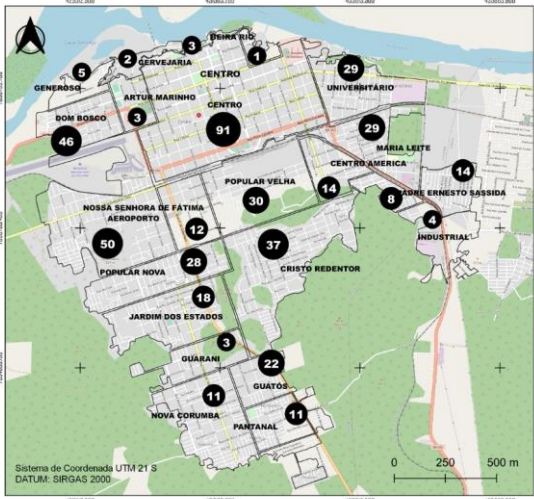 BEIRA RIO
3
2
1
CERVEJARIA
5
CENTRO
29
GENEROSO
UNIVERSITÁRIO
ARTUR MARINHO
CENTRO
DOM BOSCO
3
91
29
46
MARIA LEITE
CENTRO AMERICA
14
POPULAR VELHA
14
30
8
PADRE ERNESTO SASSIDA
NOSSA SENHORA DE FÁTIMA
AEROPORTO
4
12
INDUSTRIAL
50
37
28
CRISTO REDENTOR
POPULAR NOVA
18
JARDIM DOS ESTADOS
3
GUARANI
22
GUATÓS
11
NOVA CORUMBA
11
PANTANAL
Sistema de Coordenada UTM 21 S
DATUM: SIRGAS 2000
0 250 500 m